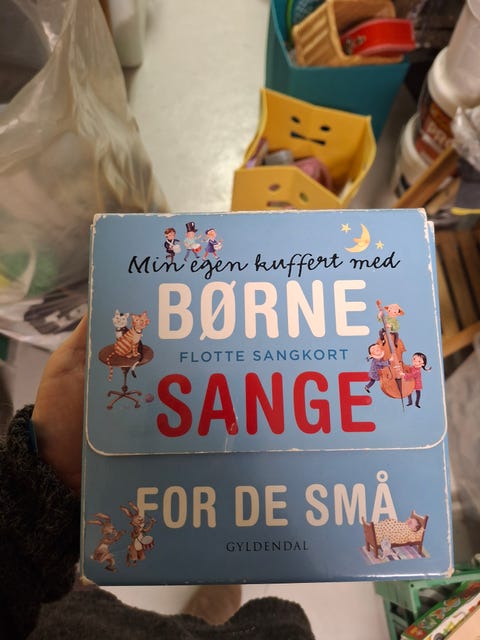 Min egen kuffert med
BØRNE
FLOTTE SANGKORT
SANGE
FOR DE SMÅ
GYLDENDAL